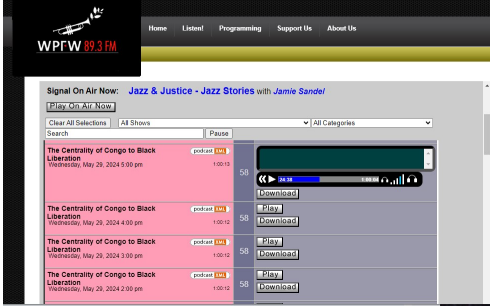 WPFW 89.3 FM
Home Listen! Programming Support Us About Us
Signal On Air Now: Jazz & Justice - Jazz Stories with Jamie Sandel
Play On Air Now
Clear All Selections All Shows All Categories
Search Pause
The Centrality of Congo to Black
Liberation
Wednesday, May 29, 2024 5:00 pm
podcast XML
1:00:13
58
24:38 1:00:04
Download
The Centrality of Congo to Black
Liberation
Wednesday, May 29, 2024 4:00 pm
podcast XML
1:00:12
58
Play
Download
The Centrality of Congo to Black
Liberation
Wednesday, May 29, 2024 3:00 pm
podcast XML
1:00:12
58
Play
Download
The Centrality of Congo to Black
Liberation
Wednesday, May 29, 2024 2:00 pm
podcast XML
1:00:12
58
Play
Download